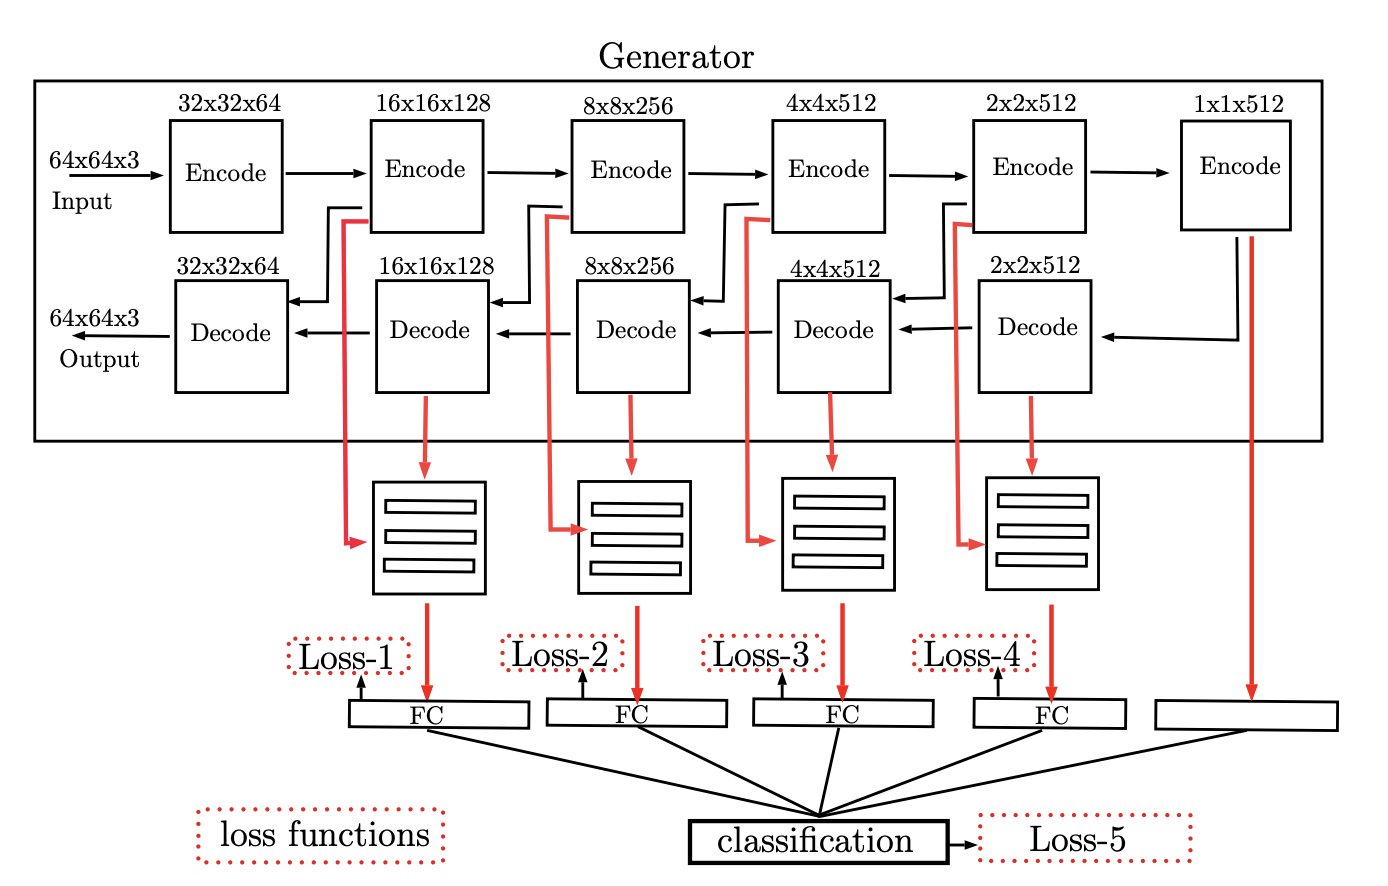 Generator
32x32x64
16x16x128
8x8x256
4x4x512
2x2x512
1x1x512
64x64x3
Input
Encode
Encode
Encode
Encode
Encode
Encode
32x32x64
16x16x128
8x8x256
4x4x512
2x2x512
64x64x3
Output
Decode
Decode
Decode
Decode
Decode
Loss-1
Loss-2
Loss-3
Loss-4
FC
FC
FC
FC
loss functions
classification
Loss-5